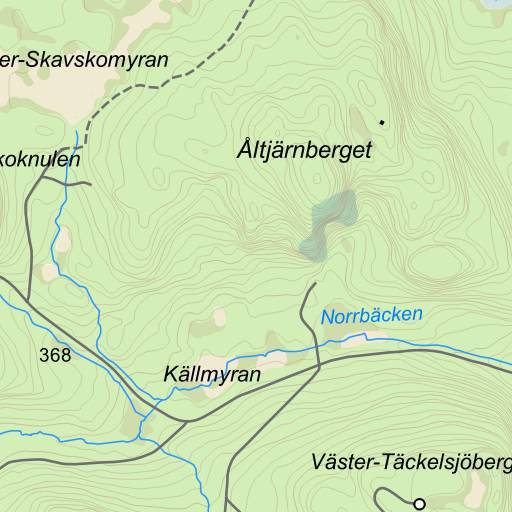 er-Skavskomyran
Åltjärnberget
koknulen
Norrbäcken
368
Källmyran
Väster-Täckelsjöberg